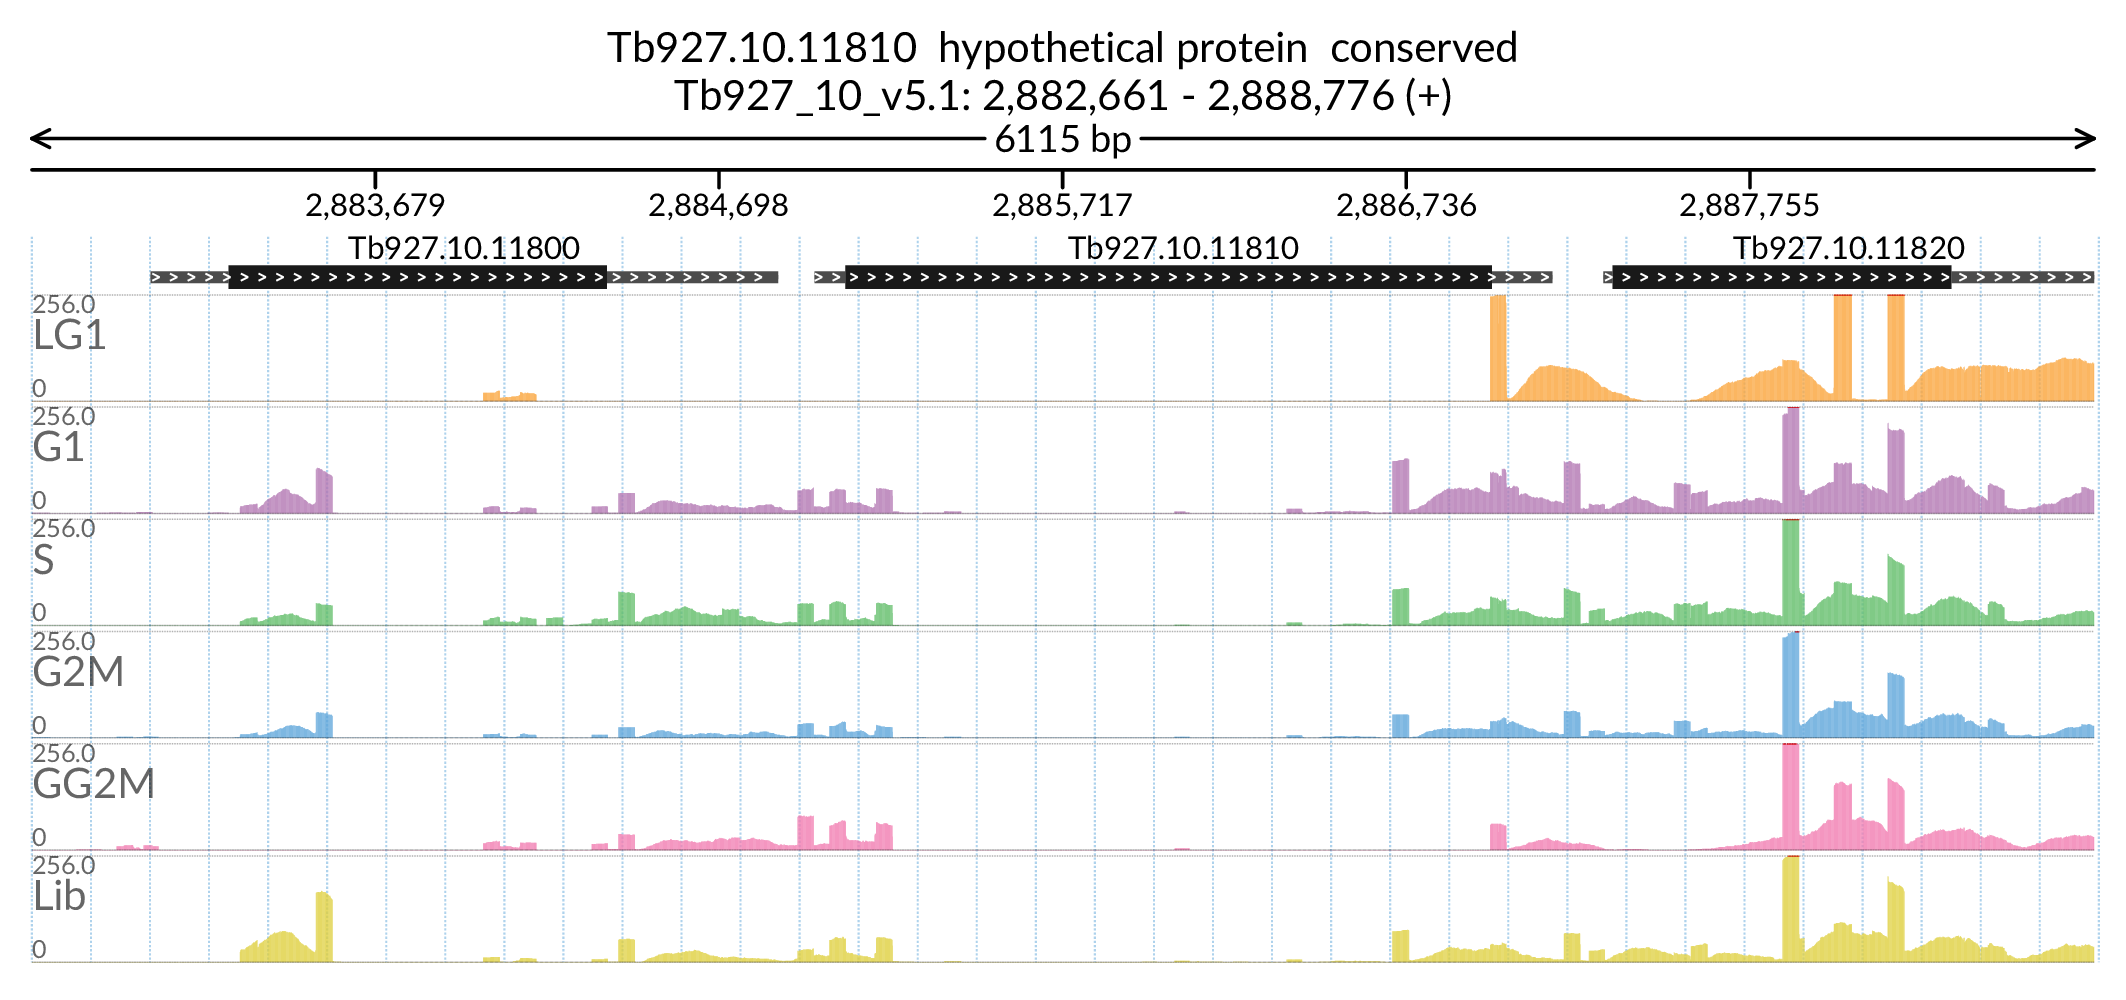 Tb927.10.11810 hypothetical protein conserved
Tb927_10_v5.1: 2,882,661 - 2,888,776 (+)
6115 bp
2,883,679 2,884,698 2,885,717 2,886,736 2,887,755
Tb927.10.11800 Tb927.10.11810 Tb927.10.11820
256.0
LG1
0
256.0
G1
0
256.0
S
0
256.0
G2M
0
256.0
GG2M
0
256.0
Lib
0